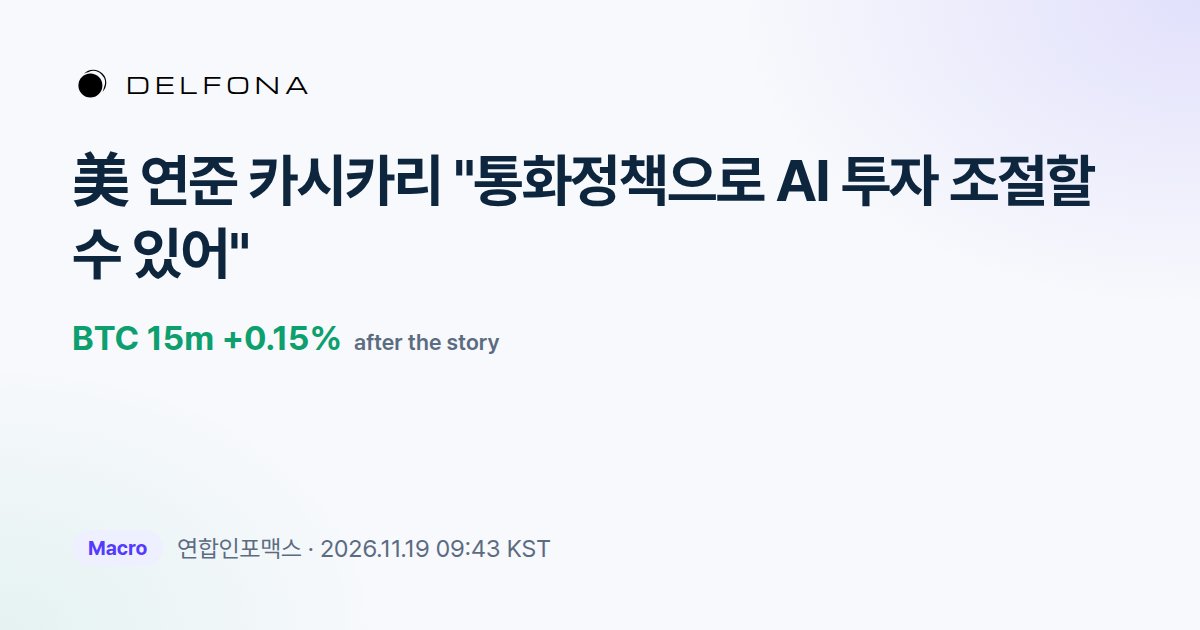 DELFONA
美 연준 카시카리 "통화정책으로 AI 투자 조절할
수 있어"
BTC 15m +0.15% after the story
Macro 연합인포맥스 · 2026.11.19 09:43 KST